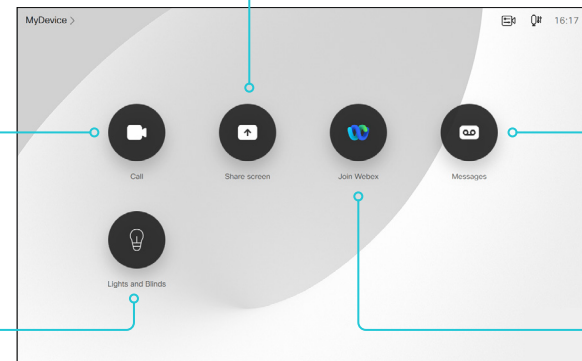 MyDevice >
16:17
Call
Share screen
Join Webex
Messages
Lights and Blinds